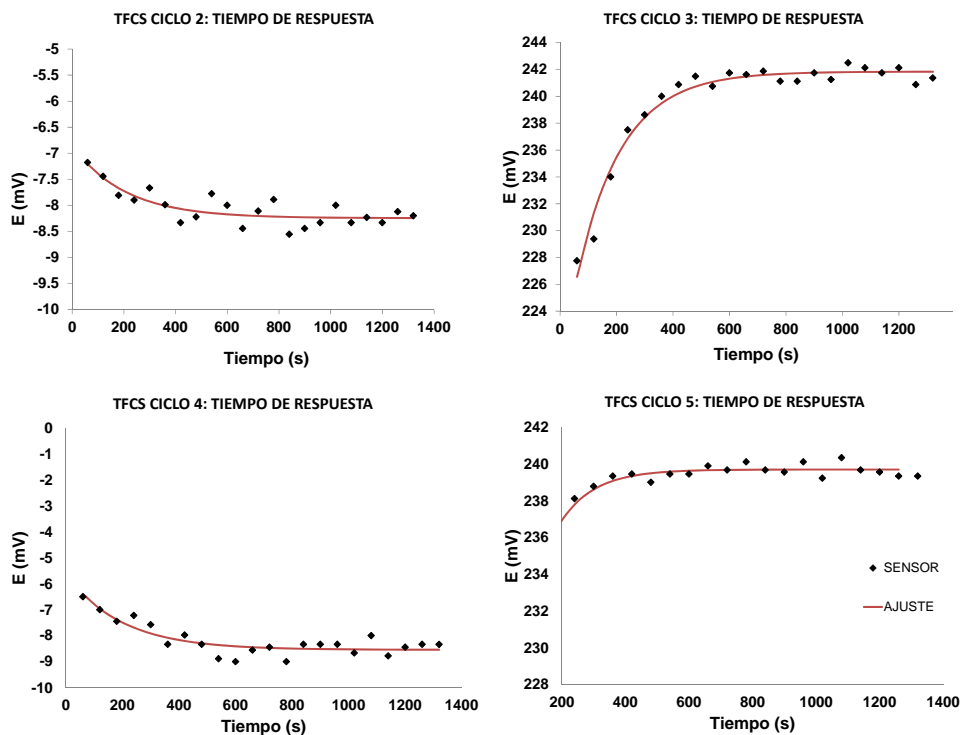 TFCS CICLO 2: TIEMPO DE RESPUESTA
E (mV)
-5
-5.5
-6
-6.5
-7
-7.5
-8
-8.5
-9
-9.5
-10
0 200 400 600 800 1000 1200 1400
Tiempo (s)
TFCS CICLO 3: TIEMPO DE RESPUESTA
E (mV)
244
242
240
238
236
234
232
230
228
226
224
0 200 400 600 800 1000 1200
Tiempo (s)
TFCS CICLO 4: TIEMPO DE RESPUESTA
E (mV)
0
-1
-2
-3
-4
-5
-6
-7
-8
-9
-10
0 200 400 600 800 1000 1200 1400
Tiempo (s)
TFCS CICLO 5: TIEMPO DE RESPUESTA
E (mV)
242
240
238
236
234
232
230
228
200 400 600 800 1000 1200 1400
Tiempo (s)
SENSOR
AJUSTE